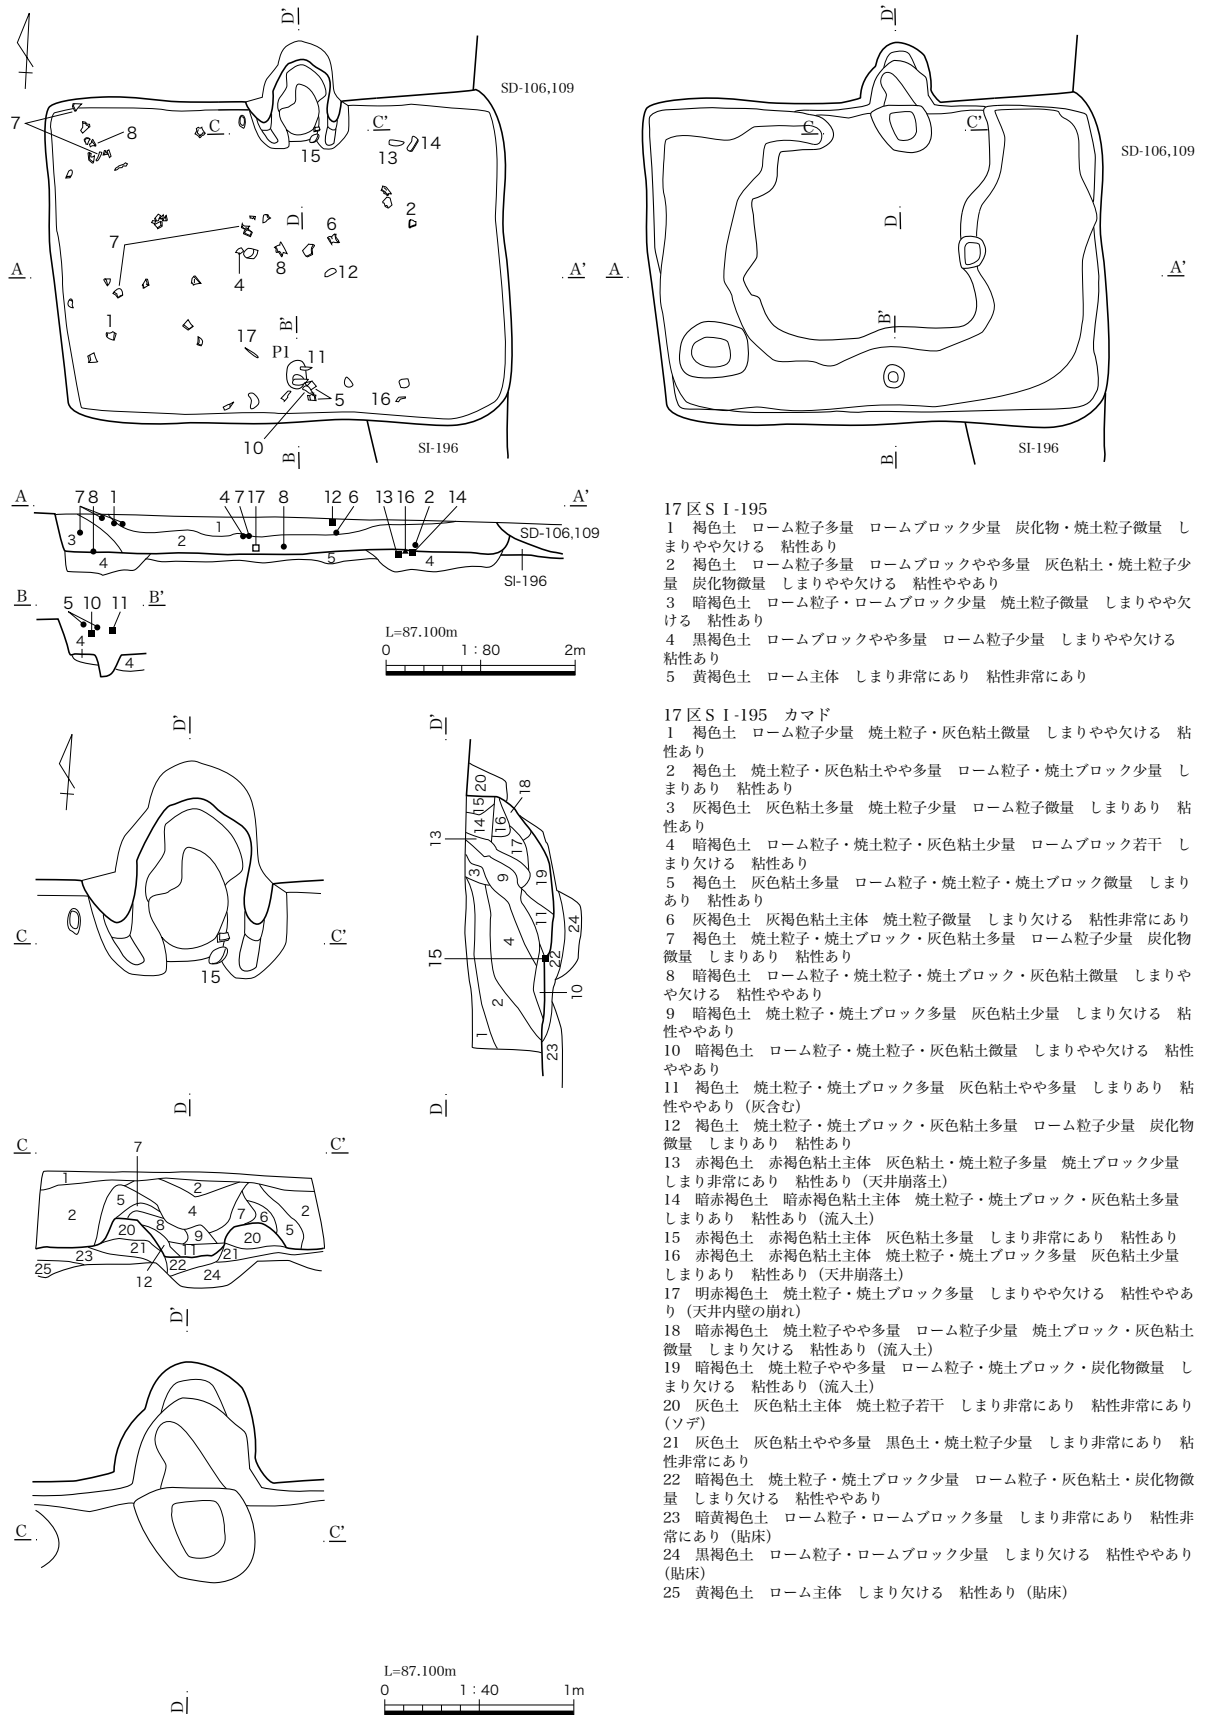 D'
D'
SD-106,109
7
8
C
C'
14
15
13
C
C'
SD-106,109
D
2
6
7
8
12
4
A
A'
D
A
A'
1
B'
17
P1
11
5
16
10
B
SI-196
B'
B
SI-196
A
7 8 1
4 7 17 8
12 6 13 16 2 14
A'
1
2
3
4
5
4
SD-106,109
SI-196
B
B'
5 10 11
4
4
L=87.100m
0
1：80
2m
17 区ＳＩ-195
1　褐色土　ローム粒子多量　ロームブロック少量　炭化物・焼土粒子微量　し
まりやや欠ける　粘性あり
2　褐色土　ローム粒子多量　ロームブロックやや多量　灰色粘土・焼土粒子少
量　炭化物微量　しまりやや欠ける　粘性ややあり
3　暗褐色土　ローム粒子・ロームブロック少量　焼土粒子微量　しまりやや欠
ける　粘性あり
4　黒褐色土　ロームブロックやや多量　ローム粒子少量　しまりやや欠ける
粘性あり
5　黄褐色土　ローム主体　しまり非常にあり　粘性非常にあり
17 区ＳＩ-195　カマド
1　褐色土　ローム粒子少量　焼土粒子・灰色粘土微量　しまりやや欠ける　粘
性あり
2　褐色土　焼土粒子・灰色粘土やや多量　ローム粒子・焼土ブロック少量　し
まりあり　粘性あり
3　灰褐色土　灰色粘土多量　焼土粒子少量　ローム粒子微量　しまりあり　粘
性あり
4　暗褐色土　ローム粒子・焼土粒子・灰色粘土少量　ロームブロック若干　し
まり欠ける　粘性あり
5　褐色土　灰色粘土多量　ローム粒子・焼土粒子・焼土ブロック微量　しまり
あり　粘性あり
6　灰褐色土　灰褐色粘土主体　焼土粒子微量　しまり欠ける　粘性非常にあり
7　褐色土　焼土粒子・焼土ブロック・灰色粘土多量　ローム粒子少量　炭化物
微量　しまりあり　粘性あり
8　暗褐色土　ローム粒子・焼土粒子・焼土ブロック・灰色粘土微量　しまりや
や欠ける　粘性ややあり
9　暗褐色土　焼土粒子・焼土ブロック多量　灰色粘土少量　しまり欠ける　粘
性ややあり
10　暗褐色土　ローム粒子・焼土粒子・灰色粘土微量　しまりやや欠ける　粘性
ややあり
11　褐色土　焼土粒子・焼土ブロック多量　灰色粘土やや多量　しまりあり　粘
性ややあり（灰含む）
12　褐色土　焼土粒子・焼土ブロック・灰色粘土多量　ローム粒子少量　炭化物
微量　しまりあり　粘性あり
13　赤褐色土　赤褐色粘土主体　灰色粘土・焼土粒子多量　焼土ブロック少量
しまり非常にあり　粘性あり（天井崩落土）
14　暗赤褐色土　暗赤褐色粘土主体　焼土粒子・焼土ブロック・灰色粘土多量
しまりあり　粘性あり（流入土）
15　赤褐色土　赤褐色粘土主体　灰色粘土多量　しまり非常にあり　粘性あり
16　赤褐色土　赤褐色粘土主体　焼土粒子・焼土ブロック多量　灰色粘土少量
しまりあり　粘性あり（天井崩落土）
17　明赤褐色土　焼土粒子・焼土ブロック多量　しまりやや欠ける　粘性ややあ
り（天井内壁の崩れ）
18　暗赤褐色土　焼土粒子やや多量　ローム粒子少量　焼土ブロック・灰色粘土
微量　しまり欠ける　粘性あり（流入土）
19　暗褐色土　焼土粒子やや多量　ローム粒子・焼土ブロック・炭化物微量　し
まり欠ける　粘性あり（流入土）
20　灰色土　灰色粘土主体　焼土粒子若干　しまり非常にあり　粘性非常にあり
（ソデ）
21　灰色土　灰色粘土やや多量　黒色土・焼土粒子少量　しまり非常にあり　粘
性非常にあり
22　暗褐色土　焼土粒子・焼土ブロック少量　ローム粒子・灰色粘土・炭化物微
量　しまり欠ける　粘性ややあり
23　暗黄褐色土　ローム粒子・ロームブロック多量　しまり非常にあり　粘性非
常にあり（貼床）
24　黒褐色土　ローム粒子・ロームブロック少量　しまり欠ける　粘性ややあり
（貼床）
25　黄褐色土　ローム主体　しまり欠ける　粘性あり（貼床）
D'
C
C'
15
D
D'
20
18
15
14
16
13
17
3
9
19
11
24
4
15
22
10
2
1
23
D
C
C'
7
1
2
2
5
4
7
6
2
5
8
9
20
20
21
11
21
23
22
25
12
24
D'
C
C'
D
L=87.100m
0
1：40
1m